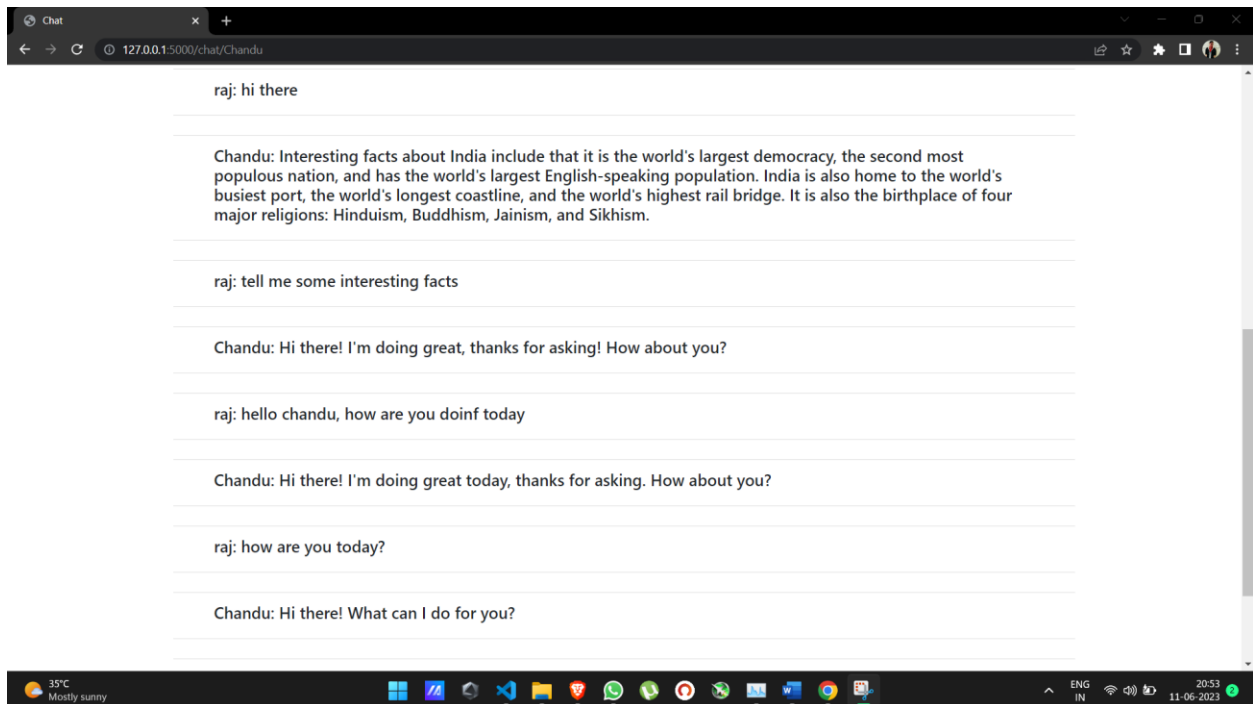 Chat
127.0.0.1:5000/chat/Chandu
raj: hi there
Chandu: Interesting facts about India include that it is the world's largest democracy, the second most
populous nation, and has the world's largest English-speaking population. India is also home to the world's
busiest port, the world's longest coastline, and the world's highest rail bridge. It is also the birthplace of four
major religions: Hinduism, Buddhism, Jainism, and Sikhism.
raj: tell me some interesting facts
Chandu: Hi there! I'm doing great, thanks for asking! How about you?
raj: hello chandu, how are you doinf today
Chandu: Hi there! I'm doing great today, thanks for asking. How about you?
raj: how are you today?
Chandu: Hi there! What can I do for you?
35°C
Mostly sunny
ENG
IN
20:53
11-06-2023
2